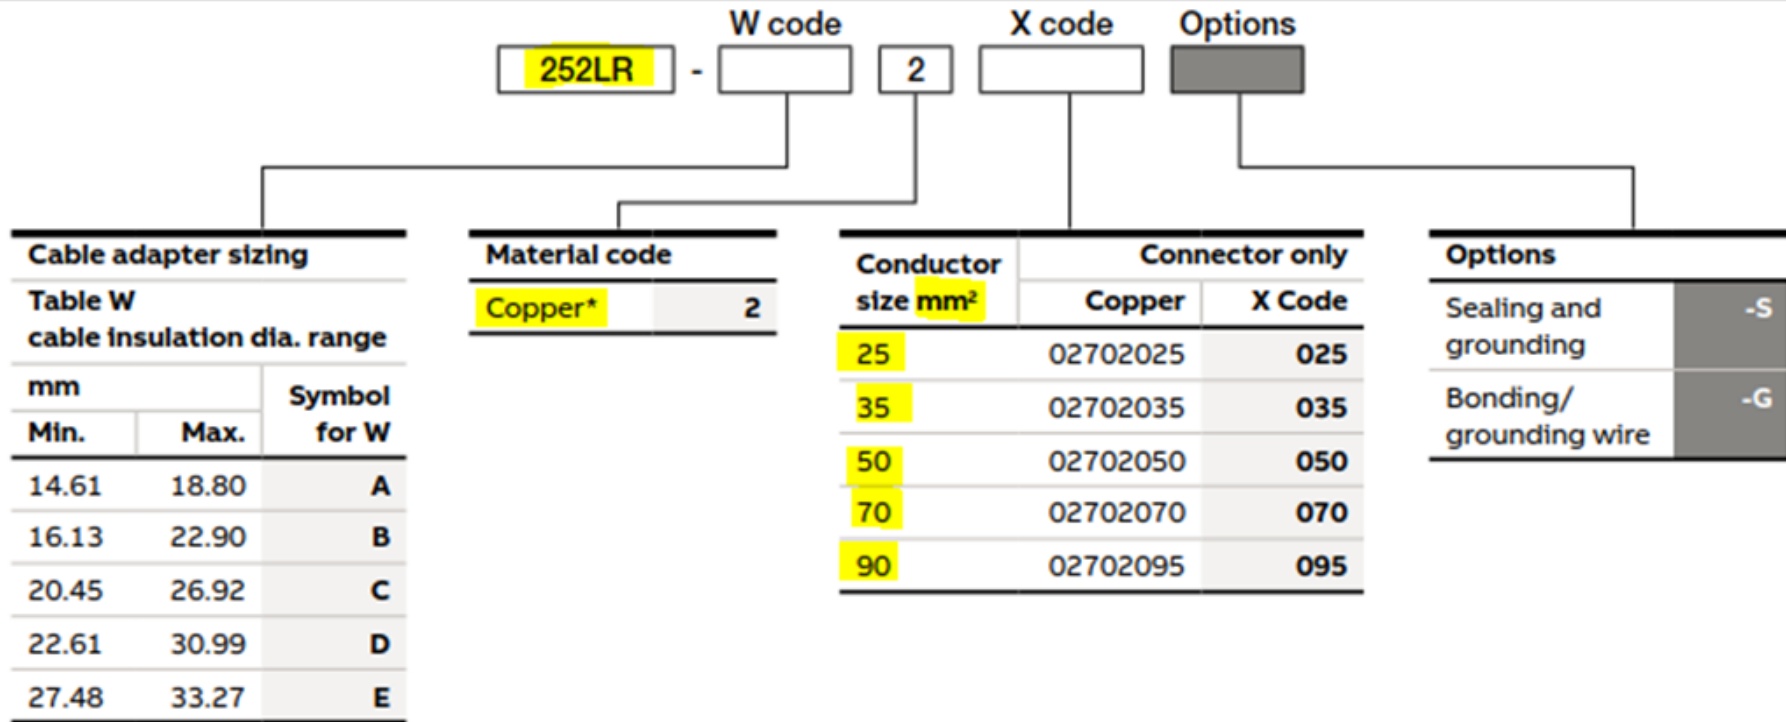 W code X code Options
252LR - 2
Cable adapter sizing
Table W
cable insulation dia. range
mm Symbol for W
Min. Max.
14.61 18.80 A
16.13 22.90 B
20.45 26.92 C
22.61 30.99 D
27.48 33.27 E
Material code
Copper* 2
Conductor size mm² Connector only
Copper X Code
25 02702025 025
35 02702035 035
50 02702050 050
70 02702070 070
90 02702095 095
Options
Sealing and -S
grounding
Bonding/ -G
grounding wire